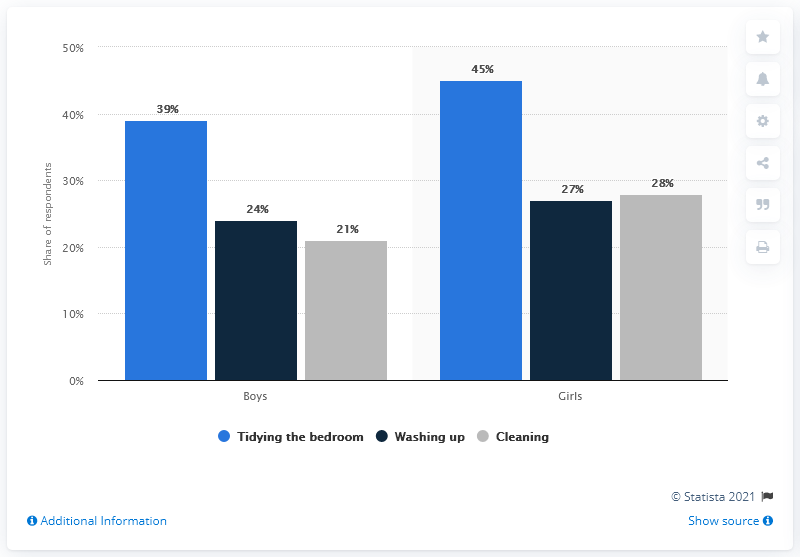 50%
40%
30%
20%
10%
0%
Share of respondents
39%
24%
21%
45%
27%
28%
Boys
Girls
Tidying the bedroom
Washing up
Cleaning
© Statista 2021
Additional Information
Show source